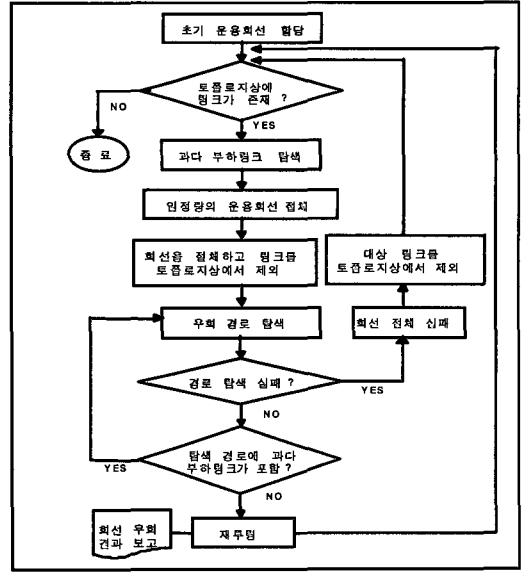 초기 운용회선 할당
토폴로지상에
링크가 존재 ?
NO
YES
종 료
과다 부하링크 탐색
일정량의 운용회선 절체
회선을 절체하고 링크를
토폴로지상에서 제외
대상 링크를
토폴로지상에서 제외
우회 경로 탐색
회선 전체 실패
경로 탐색 실패 ?
YES
NO
탐색 경로에 과다
부하링크가 포함 ?
YES
NO
회선 우회
결과 보고
재루팅